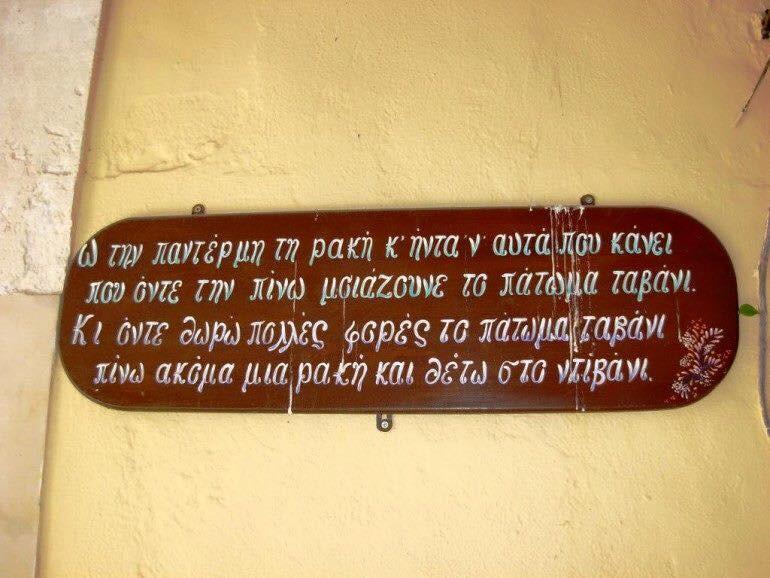 Ω την παντέρμη τη ρακή κ' ήντα ν' αυτά που κάνει
που όντε την πίνω μοιάζουνε το πάτωμα ταβάνι.
Κι όντε θωρώ πολλές φορές το πάτωμα ταβάνι
πίνω ακόμα μια ρακή και θέτω στο ντιβάνι.